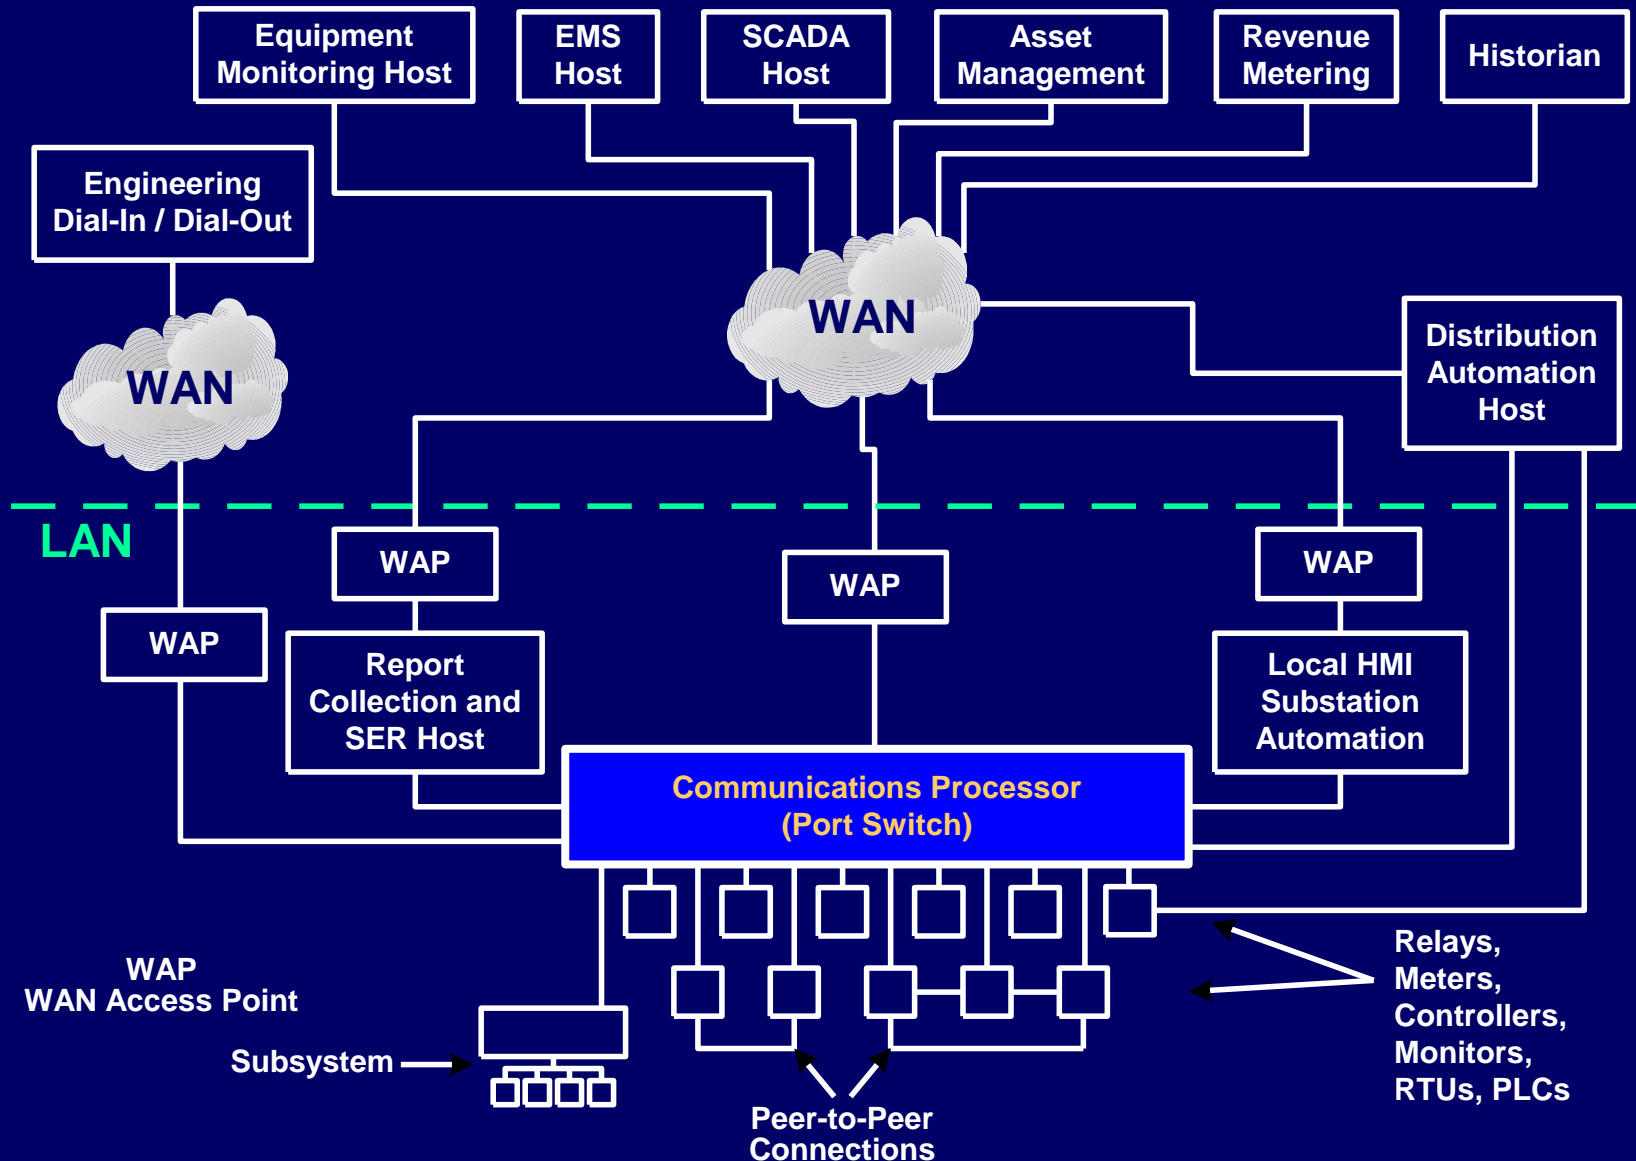 Equipment
Monitoring Host
EMS
Host
SCADA
Host
Asset
Management
Revenue
Metering
Historian
Engineering
Dial-In / Dial-Out
WAN
WAN
Distribution
Automation
Host
LAN
WAP
WAP
WAP
WAP
Report
Collection and
SER Host
Local HMI
Substation
Automation
Communications Processor
(Port Switch)
WAP
WAN Access Point
Subsystem
Peer-to-Peer
Connections
Relays,
Meters,
Controllers,
Monitors,
RTUs, PLCs